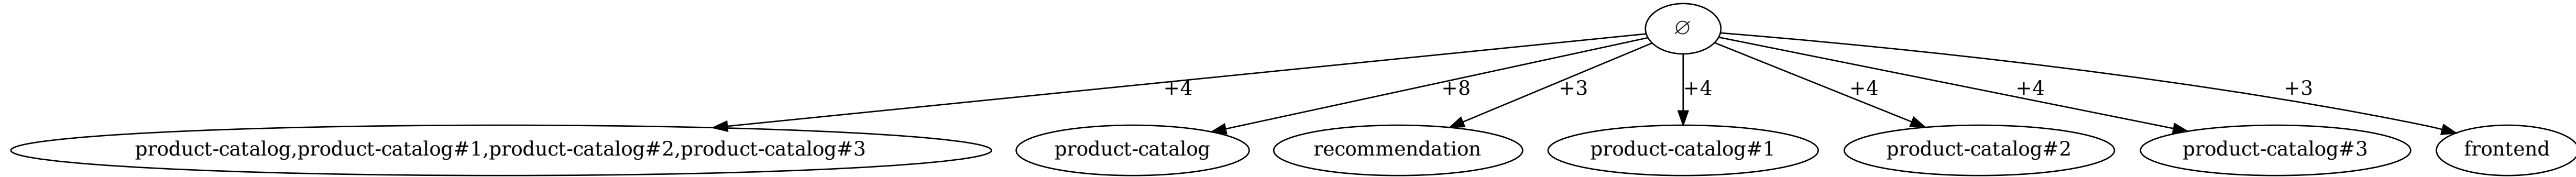 ∅
+4
+8
+3
+4
+4
+4
+3
product-catalog,product-catalog#1,product-catalog#2,product-catalog#3
product-catalog
recommendation
product-catalog#1
product-catalog#2
product-catalog#3
frontend